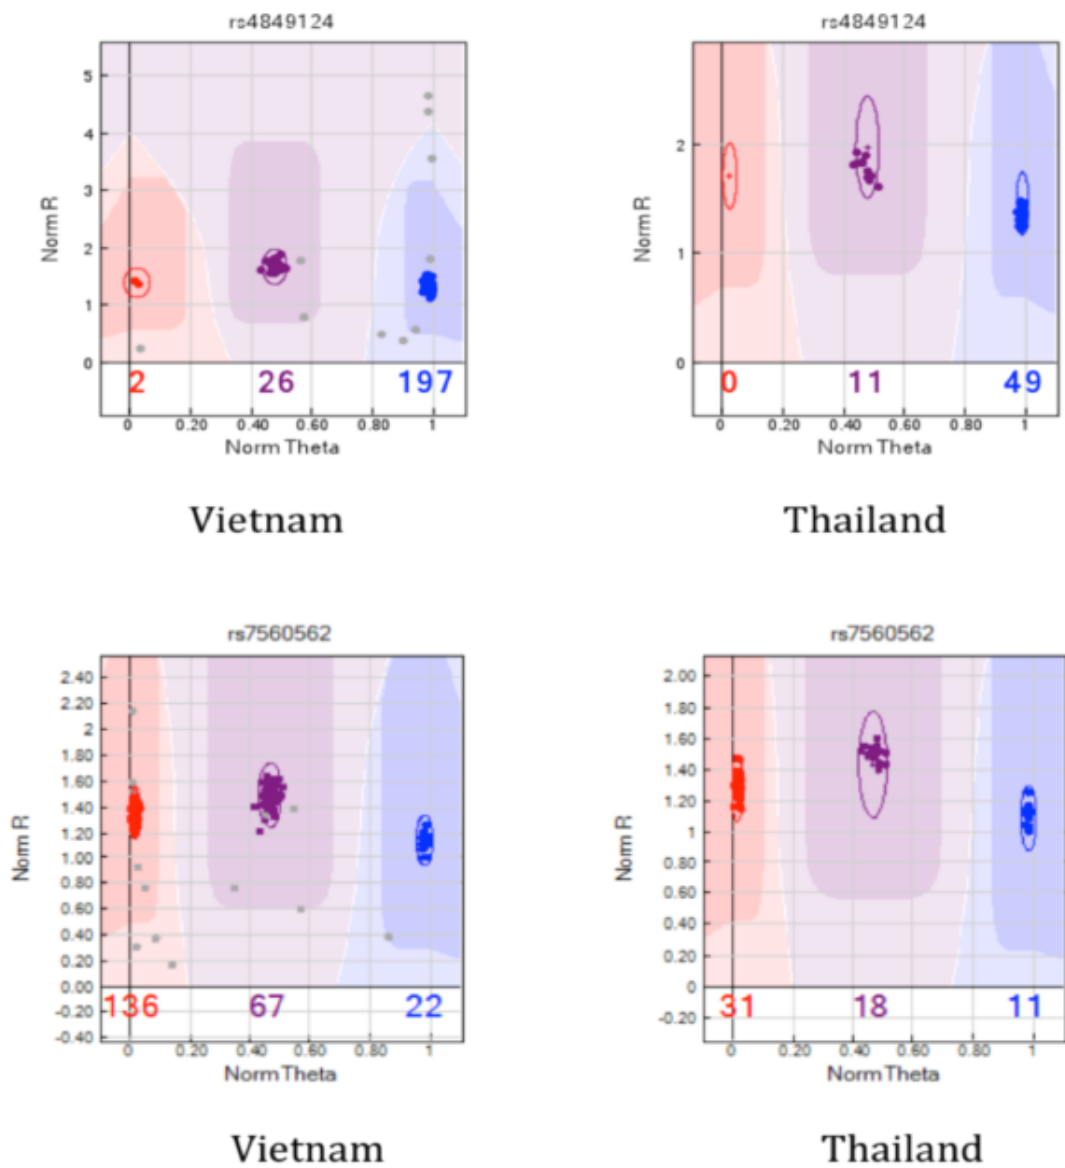 rs4849124
5
4
3
2
1
0
Norm R
2 26 197
0 0.20 0.40 0.60 0.80 1
Norm Theta
Vietnam
rs4849124
2
1
0
Norm R
0 11 49
0 0.20 0.40 0.60 0.80 1
Norm Theta
Thailand
rs7560562
2.40
2.20
2
1.80
1.60
1.40
1.20
1.00
0.80
0.60
0.40
0.20
0.00
-0.20
-0.40
Norm R
136 67 22
0 0.20 0.40 0.60 0.80 1
Norm Theta
Vietnam
rs7560562
2.00
1.80
1.60
1.40
1.20
1
0.80
0.60
0.40
0.20
0
-0.20
Norm R
31 18 11
0 0.20 0.40 0.60 0.80 1
Norm Theta
Thailand